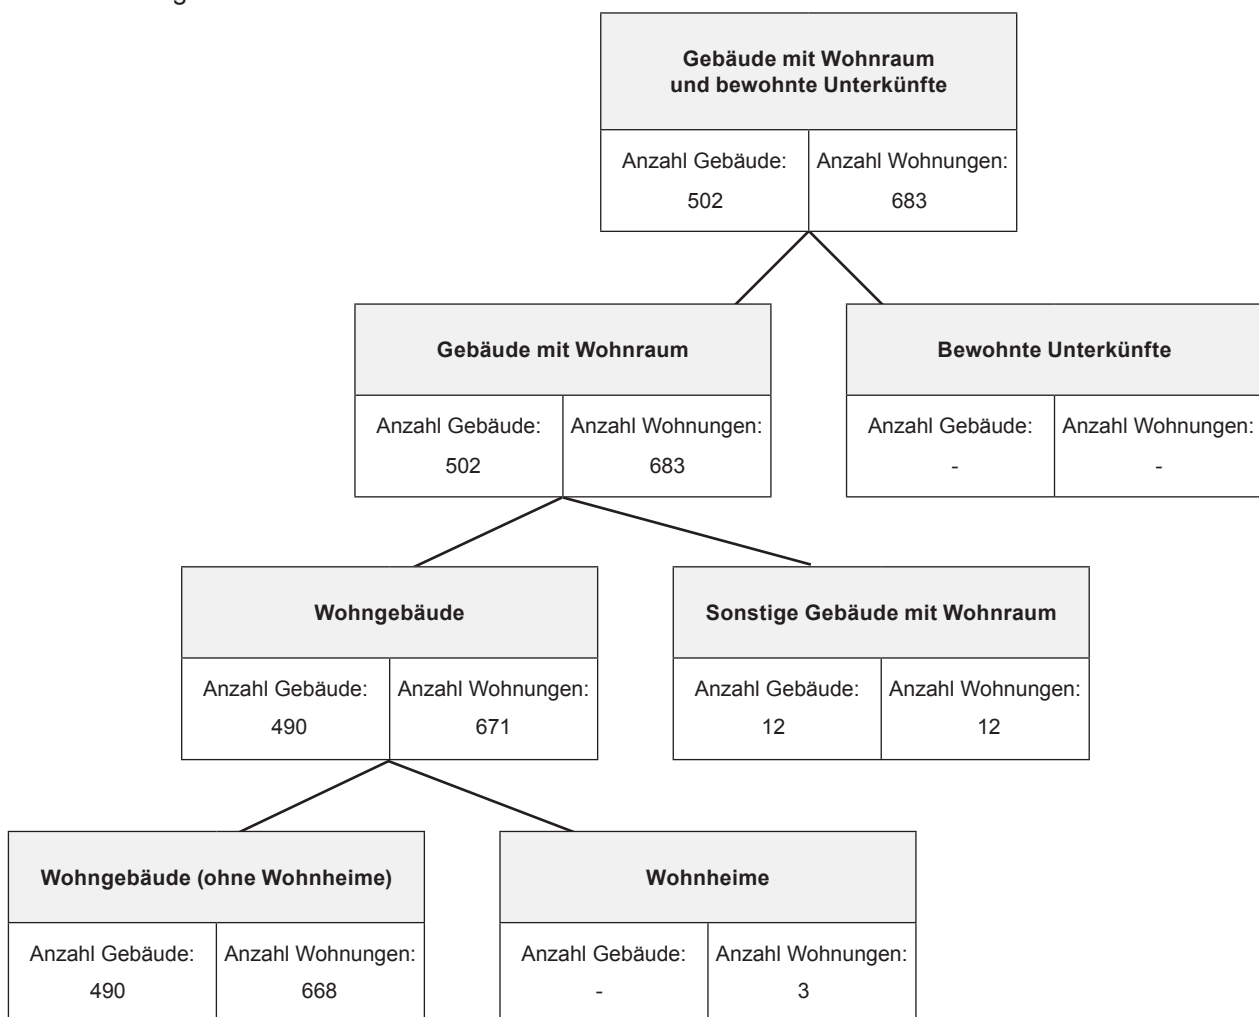 Gebäude mit Wohnraum
und bewohnte Unterkünfte
Anzahl Gebäude: Anzahl Wohnungen:
502 683
Gebäude mit Wohnraum
Bewohnte Unterkünfte
Anzahl Gebäude: Anzahl Wohnungen:
502 683
Anzahl Gebäude: Anzahl Wohnungen:
- -
Wohngebäude
Sonstige Gebäude mit Wohnraum
Anzahl Gebäude: Anzahl Wohnungen:
490 671
Anzahl Gebäude: Anzahl Wohnungen:
12 12
Wohngebäude (ohne Wohnheime)
Wohnheime
Anzahl Gebäude: Anzahl Wohnungen:
490 668
Anzahl Gebäude: Anzahl Wohnungen:
- 3